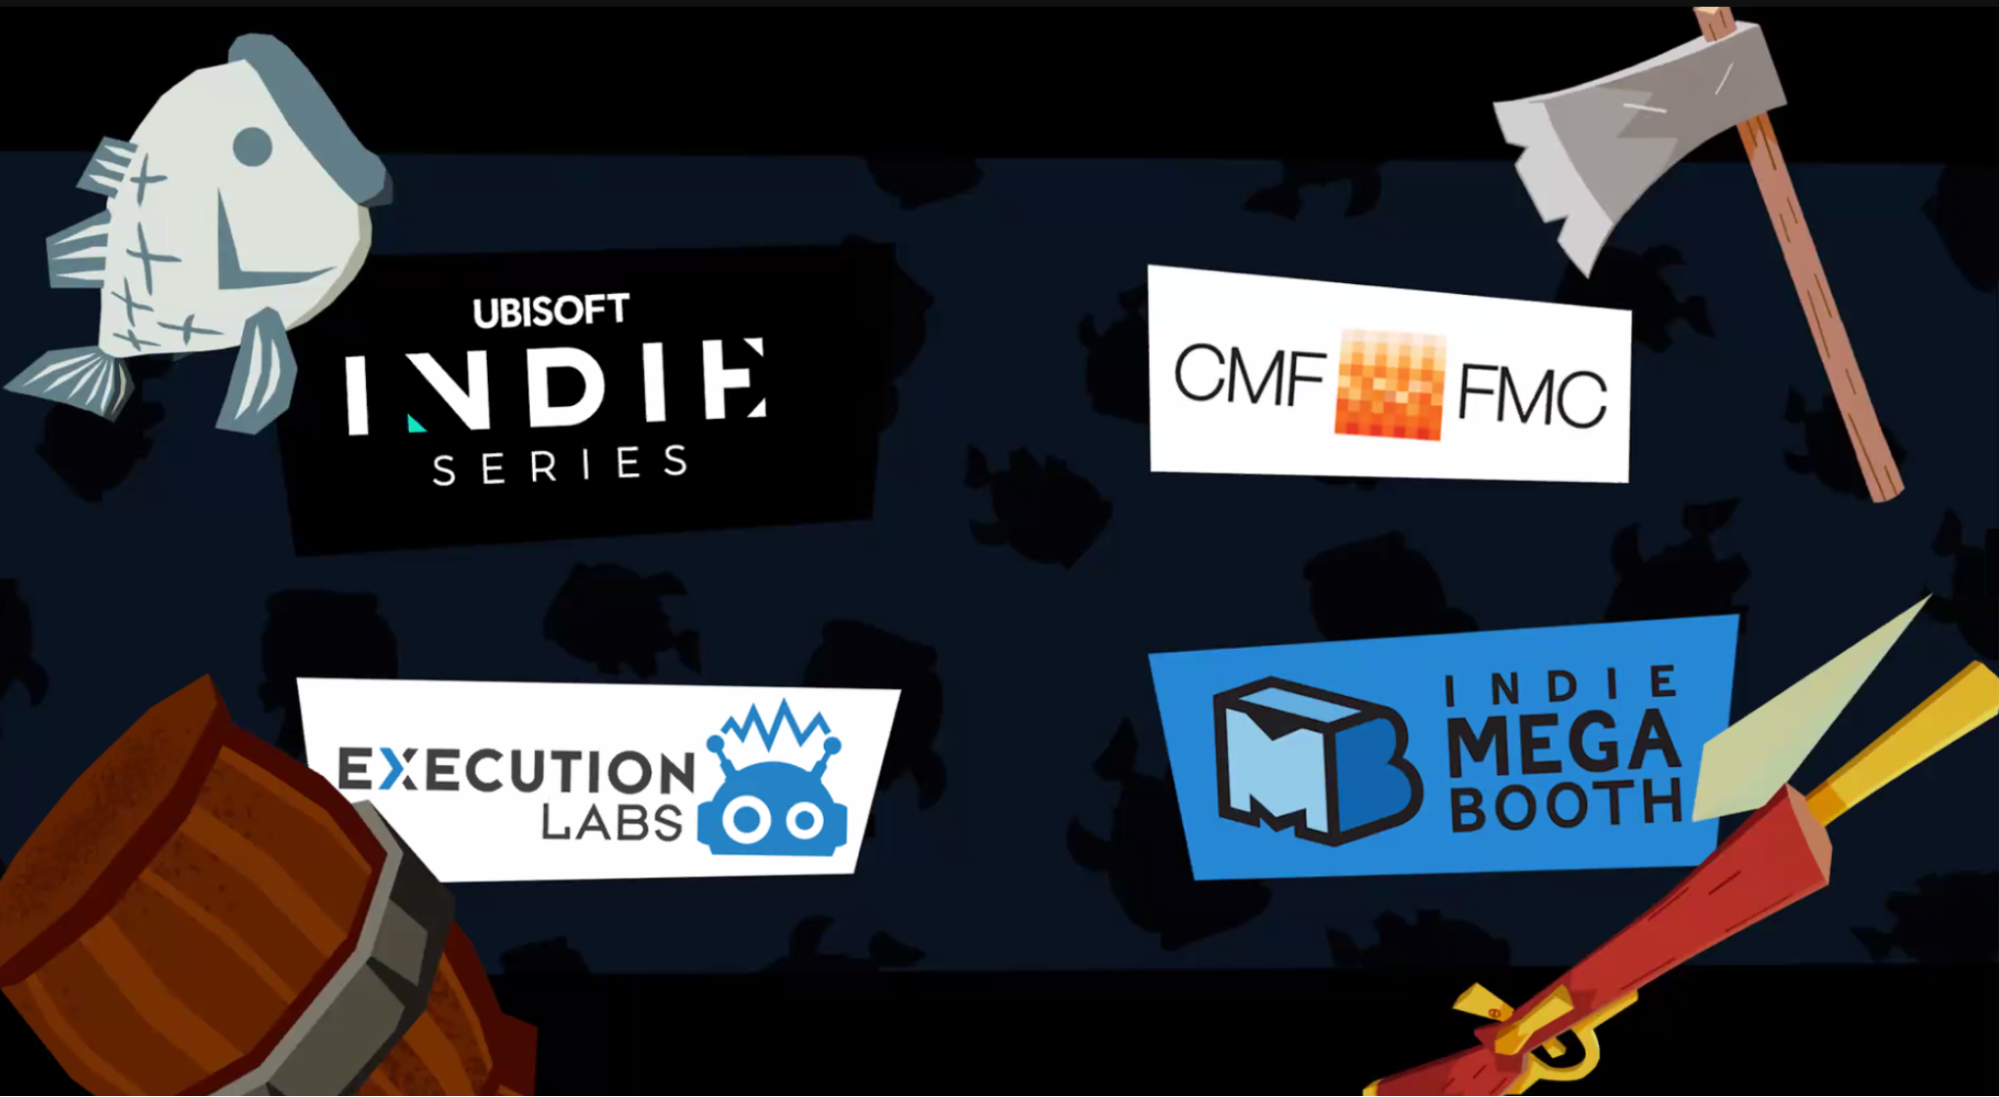 UBISOFT
INDIE
SERIES
CMF FMC
EXECUTION
LABS
INDIE
MEGA
BOOTH